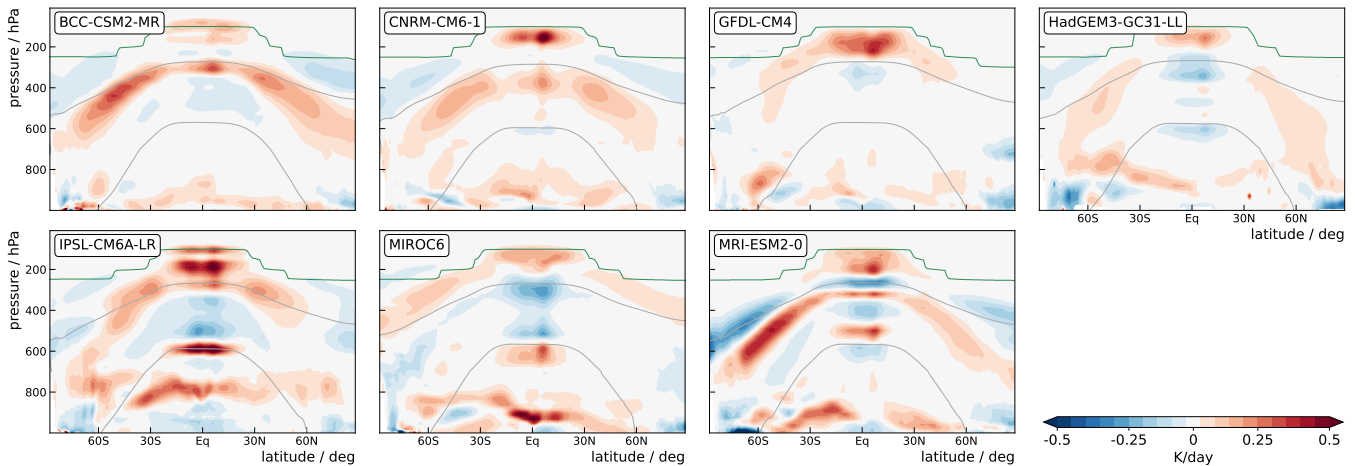 BCC-CSM2-MR
CNRM-CM6-1
GFDL-CM4
HadGEM3-GC31-LL
pressure / hPa
200
400
600
800
60S 30S Eq 30N 60N
latitude / deg
IPSL-CM6A-LR
MIROC6
MRI-ESM2-0
pressure / hPa
200
400
600
800
60S 30S Eq 30N 60N
latitude / deg
60S 30S Eq 30N 60N
latitude / deg
60S 30S Eq 30N 60N
latitude / deg
-0.5 -0.25 0 0.25 0.5
K/day